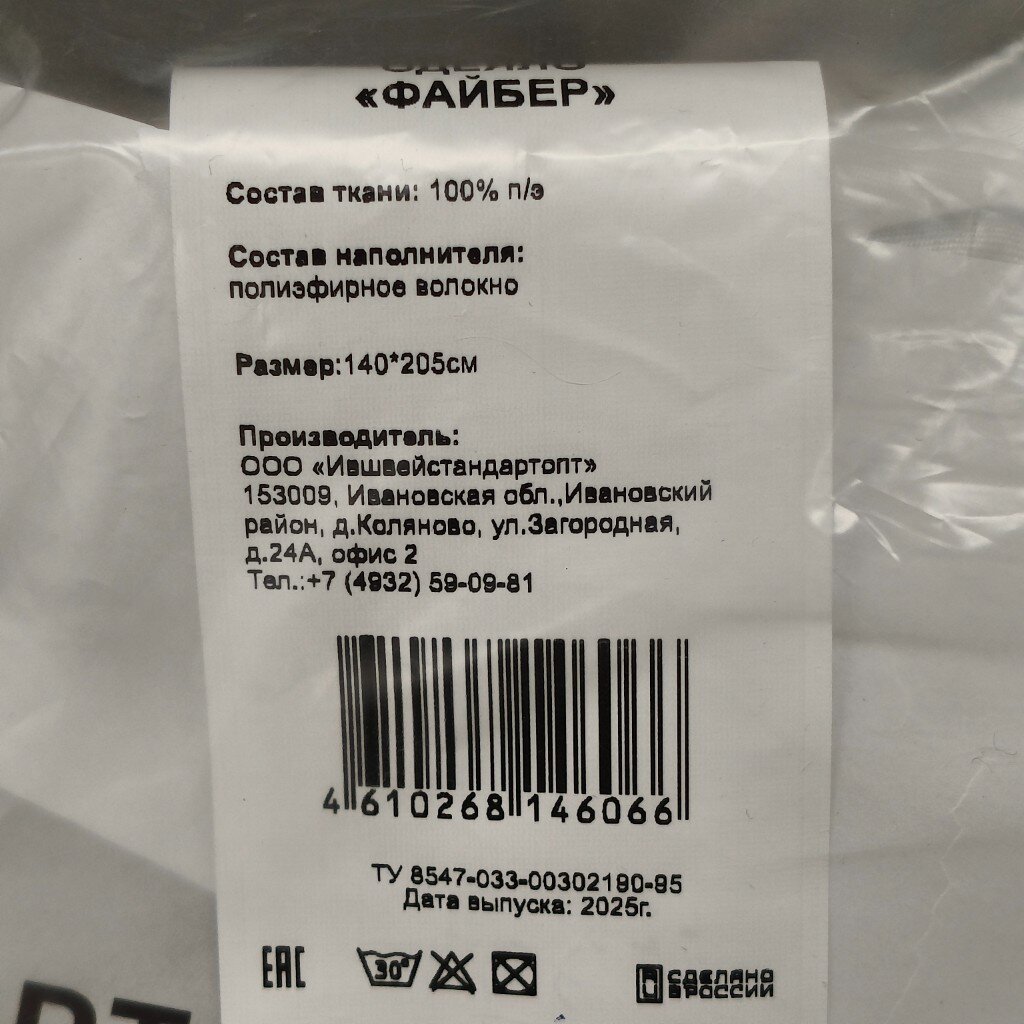 ОДЕЯЛО
«ФАЙБЕР»
Состав ткани: 100% п/э
Состав наполнителя:
полиэфирное волокно
Размер:140*205см
Производитель:
ООО «Ившвейстандартопт»
153009, Ивановская обл.,Ивановский
район, д.Коляново, ул.Загородная,
д.24А, офис 2
Тел.:+7 (4932) 59-09-81
4 610268 146066
ТУ 8547-033-00302190-95
Дата выпуска: 2025г.
ЕАС
30°
СДЕЛАНО
В РОССИИ